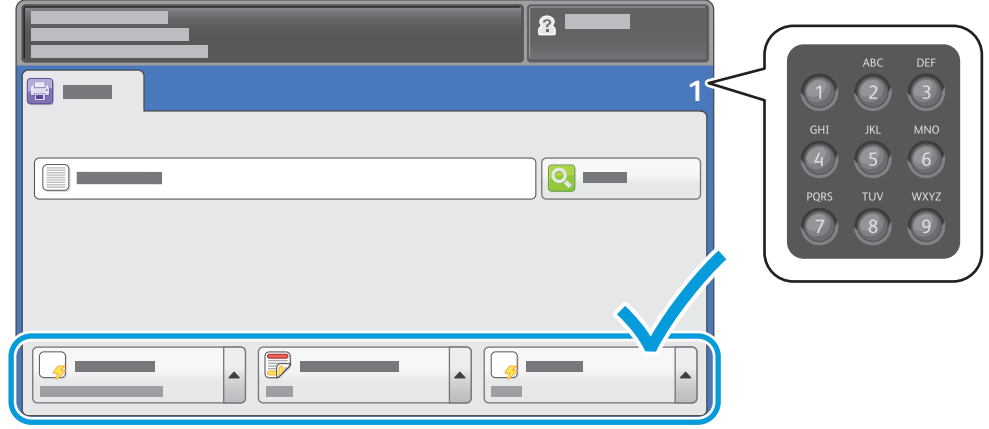 1
ABC DEF
1 2 3
GHI JKL MNO
4 5 6
PQRS TUV WXYZ
7 8 9